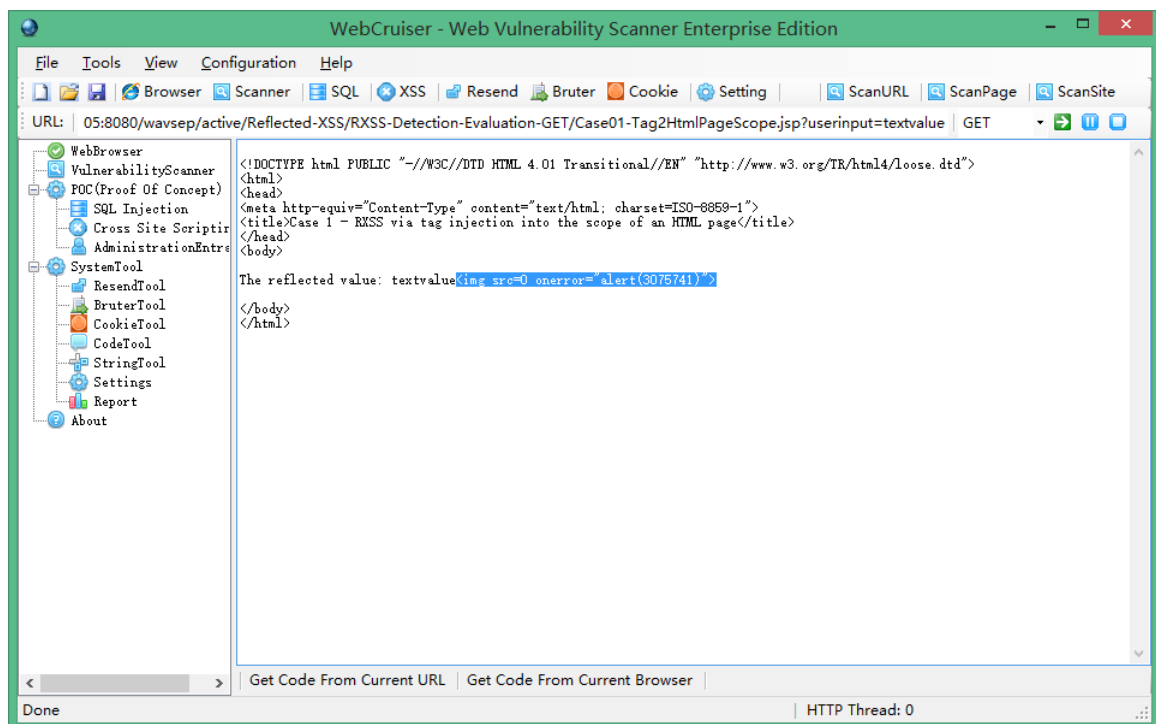 WebCruiser - Web Vulnerability Scanner Enterprise Edition
File Tools View Configuration Help
Browser Scanner SQL XSS Resend Bruter Cookie Setting ScanURL ScanPage ScanSite
URL: 05:8080/wavsep/active/Reflected-XSS/RXSS-Detection-Evaluation-GET/Case01-Tag2HtmlPageScope.jsp?userinput=textvalue GET
WebBrowser
VulnerabilityScanner
POC(Proof Of Concept)
SQL Injection
Cross Site Scriptir
AdministrationEntra
SystemTool
ResendTool
BruterTool
CookieTool
CodeTool
StringTool
Settings
Report
About
<!DOCTYPE html PUBLIC "-//W3C//DTD HTML 4.01 Transitional//EN" "http://www.w3.org/TR/html4/loose.dtd">
<html>
<head>
<meta http-equiv="Content-Type" content="text/html; charset=ISO-8859-1">
<title>Case 1 - RXSS via tag injection into the scope of an HTML page</title>
</head>
<body>
The reflected value: textvalue<img src=0 onerror="alert(3075741)">
</body>
</html>
Get Code From Current URL Get Code From Current Browser
Done HTTP Thread: 0